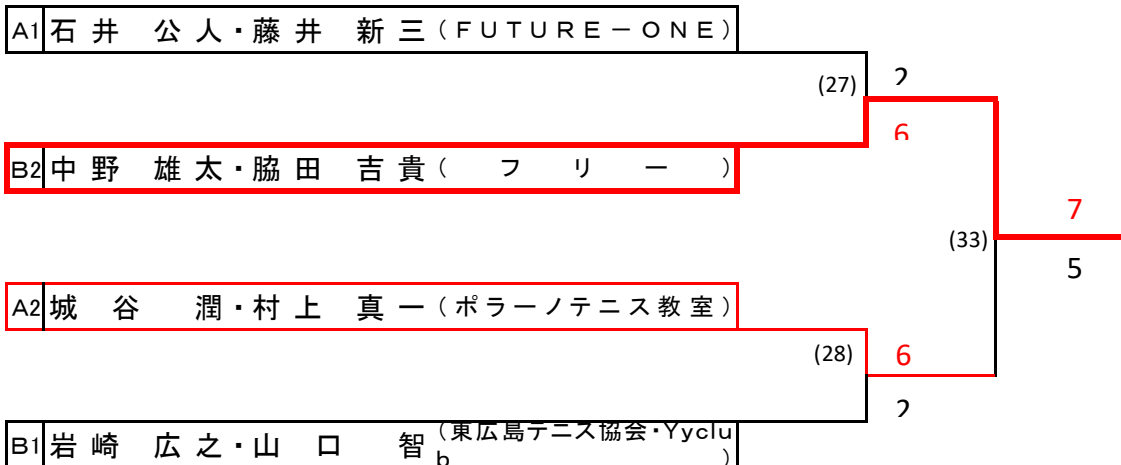 A1 石井 公人・藤井 新三（FUTURE－ONE）
(27) 2
6
B2 中野 雄太・脇田 吉貴（フリー）
7
(33)
5
A2 城谷 潤・村上 真一（ポラーノテニス教室）
(28) 6
2
B1 岩崎 広之・山口 智（東広島テニス協会・Yyclu
b）